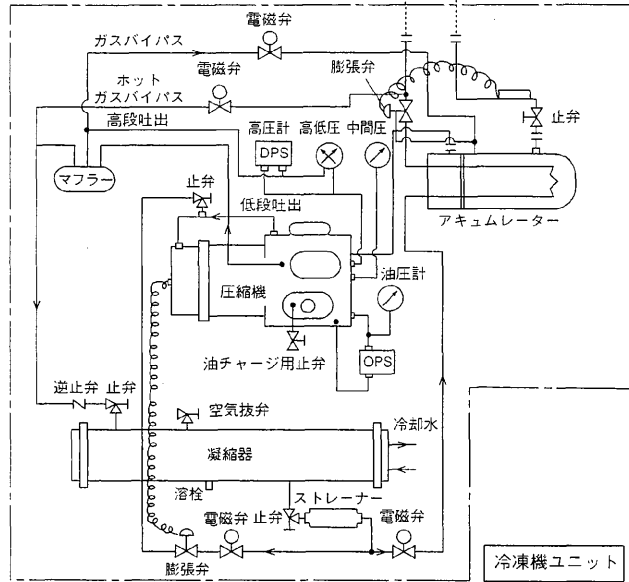 電磁弁
ガスバイパス
電磁弁
ホット
ガスバイパス
膨張弁
高段吐出
高圧計 高低圧 中間圧
DPS
止弁
マフラー
止弁
低段吐出
アキュムレーター
圧縮機
油圧計
油チャージ用止弁
OPS
逆止弁 止弁
空気抜弁
冷却水
凝縮器
溶栓
ストレーナー
電磁弁 止弁 電磁弁
膨張弁
冷凍機ユニット